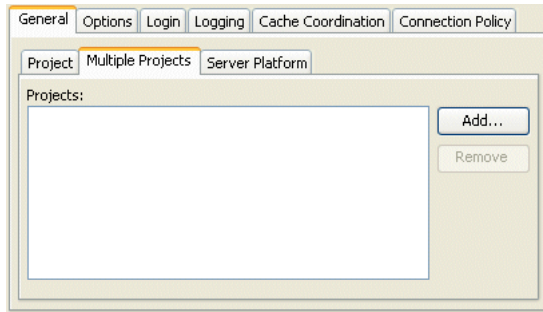 General Options Login Logging Cache Coordination Connection Policy
Project Multiple Projects Server Platform
Projects:
Add...
Remove